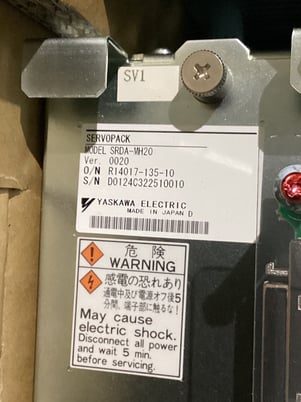 SV1
SERVOPACK
MODEL SRDA-MH20
Ver. 0020
O/N R14017-135-10
S/N D0124C322510010
YASKAWA ELECTRIC
MADE IN JAPAN D
危険
WARNING
感電の恐れあり
通電中及び電源オフ後5
分間、端子部に触るな!
May cause
electric shock.
Disconnect all power
and wait 5 min.
before servicing.